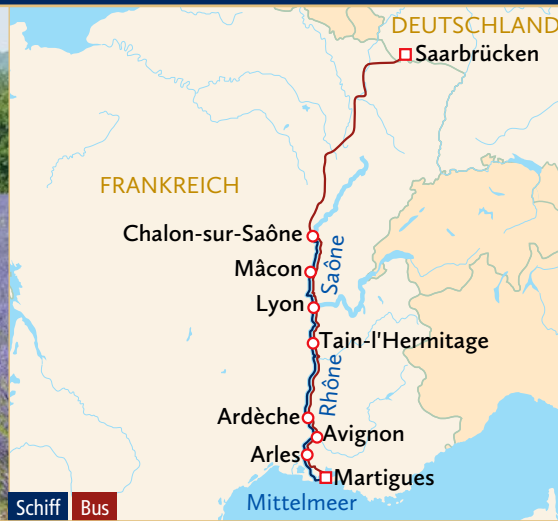 DEUTSCHLAND
Saarbrücken
FRANKREICH
Chalon-sur-Saône
Saône
Mâcon
Lyon
Tain-l'Hermitage
Rhône
Ardèche
Avignon
Arles
Martigues
Mittelmeer
Schiff Bus